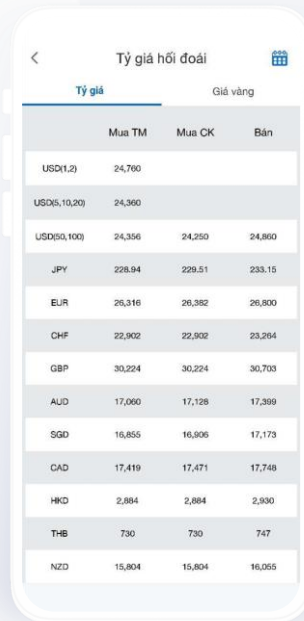 Tỷ giá hối đoái
Tỷ giá Giá vàng
Mua TM Mua CK Bán
USD(1,2) 24,760
USD(5,10,20) 24,360
USD(50,100) 24,356 24,250 24,860
JPY 228.94 229.51 233.15
EUR 26,316 26,382 26,800
CHF 22,902 22,902 23,264
GBP 30,224 30,224 30,703
AUD 17,060 17,128 17,399
SGD 16,855 16,906 17,173
CAD 17,419 17,471 17,748
HKD 2,884 2,884 2,930
THB 730 730 747
NZD 15,804 15,804 16,055